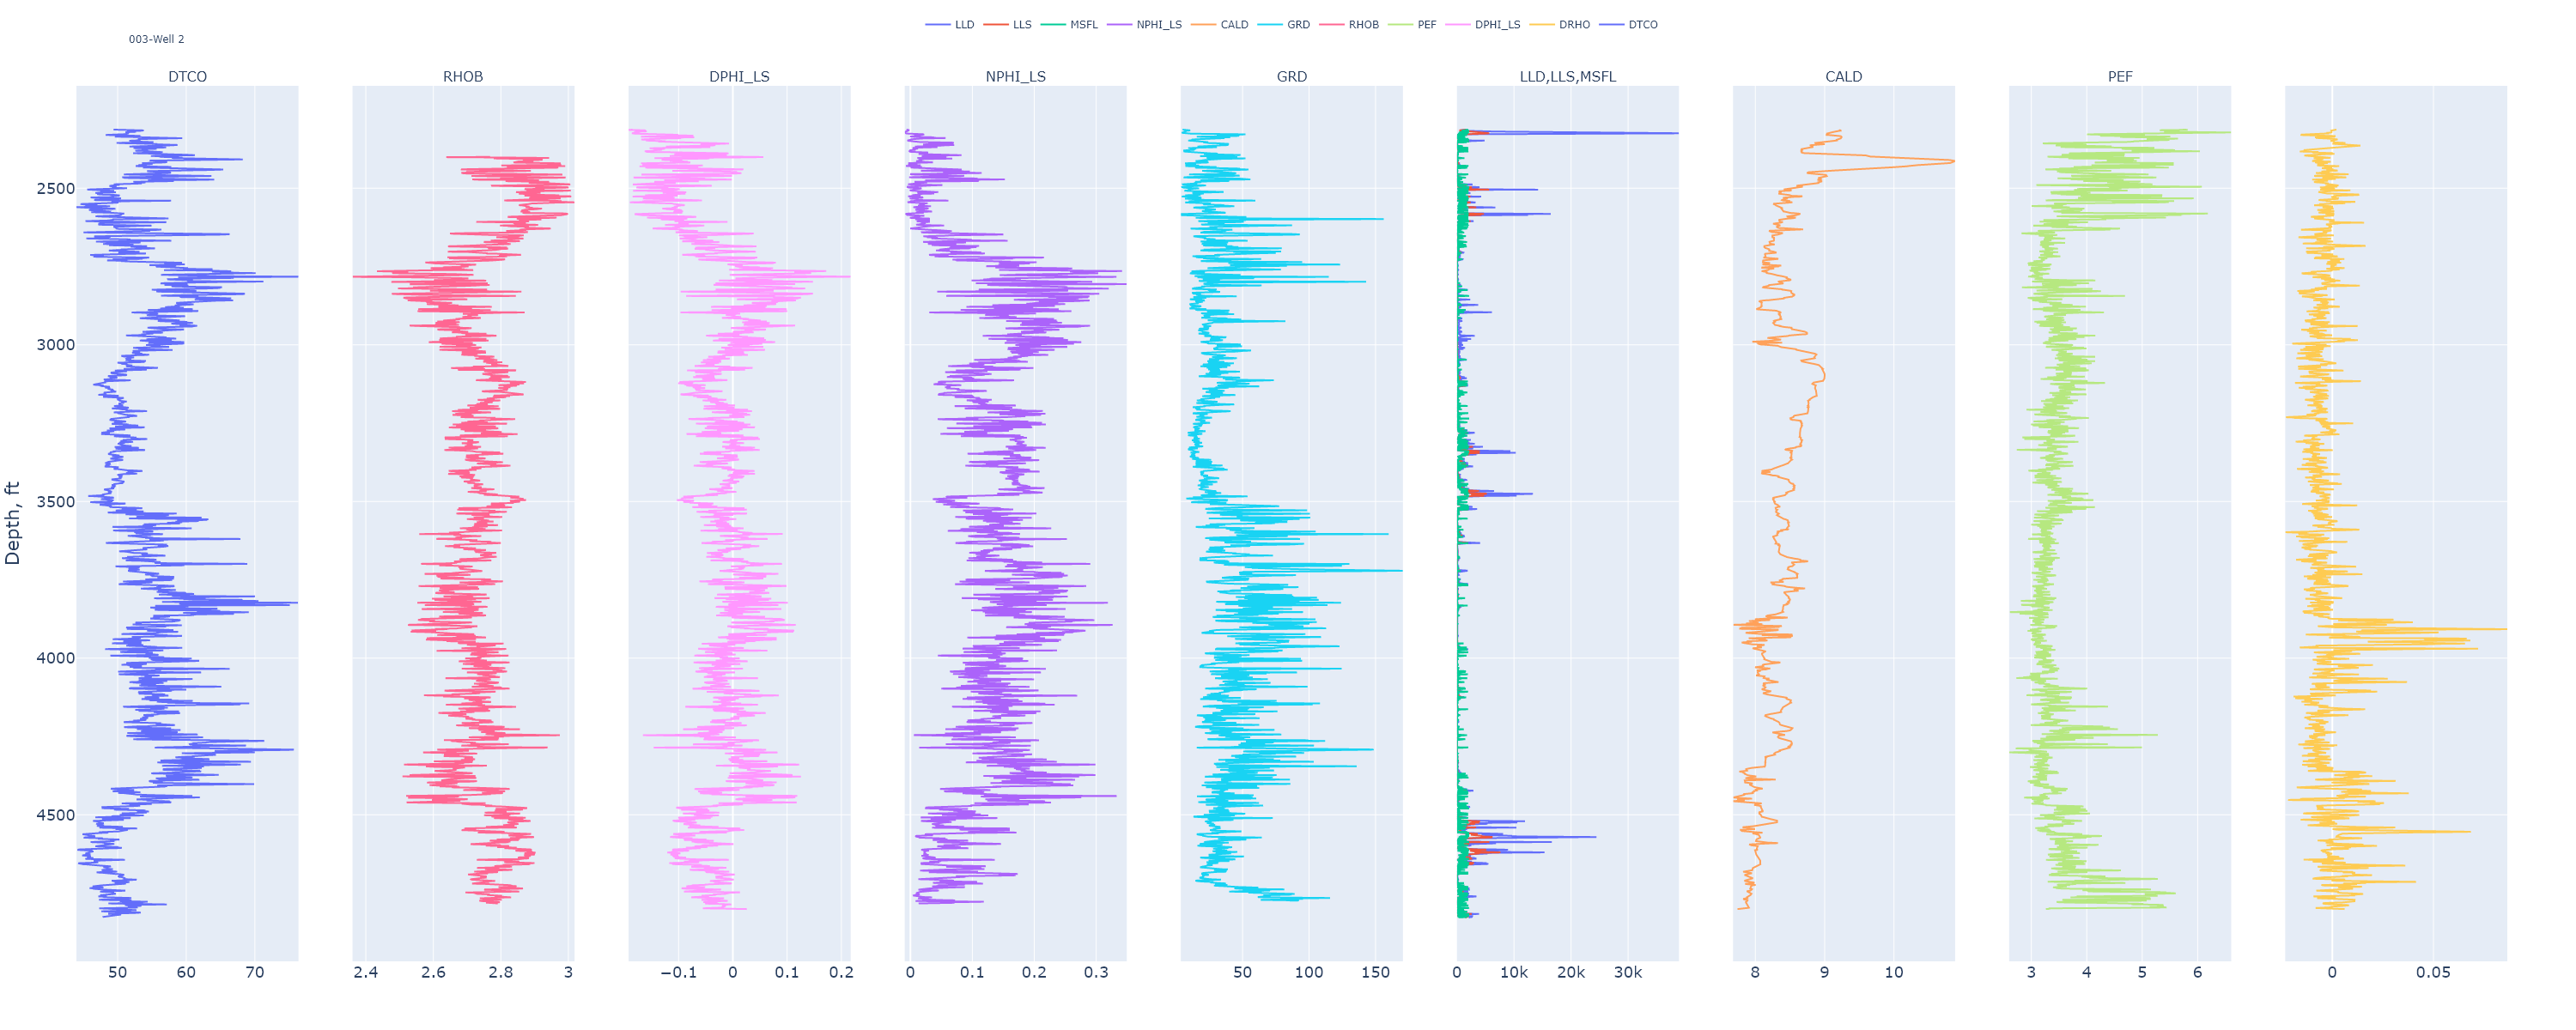 LLD LLS MSFL NPHI_LS CALD GRD RHOB PEF DPHI_LS DRHO DTCO
003-Well 2
DTCO RHOB DPHI_LS NPHI_LS GRD LLD,LLS,MSFL CALD PEF
2500
3000
3500
4000
4500
Depth, ft
50 60 70 2.4 2.6 2.8 3 −0.1 0 0.1 0.2 0 0.1 0.2 0.3 50 100 150 0 10k 20k 30k 8 9 10 3 4 5 6 0 0.05